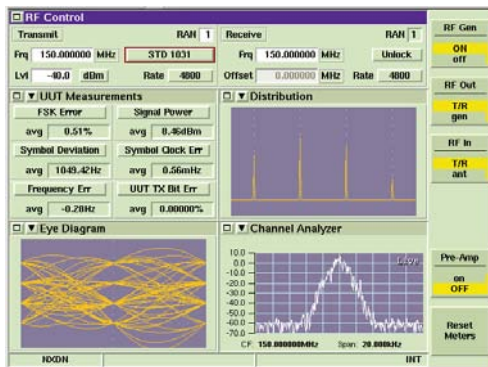 RF Control
Transmit RAN 1
Frq 150.000000 MHz STD 1031
Lvl -40.0 dBm Rate 4800
Receive RAN 1
Frq 150.000000 MHz Unlock
Offset 0.000000 MHz Rate 4800
UUT Measurements
FSK Error Signal Power
avg 0.51% avg 8.46dBm
Symbol Deviation Symbol Clock Err
avg 1049.42Hz avg 0.56mHz
Frequency Err UUT TX Bit Err
avg -0.28Hz avg 0.00000%
Distribution
Eye Diagram
Channel Analyzer
Live
10.0
0.0
-10.0
-20.0
-30.0
-40.0
-50.0
-60.0
-70.0
CF: 150.000000MHz Span: 20.000kHz
NXDN INT
RF Gen
ON
off
RF Out
T/R
gen
RF In
T/R
ant
Pre-Amp
on
OFF
Reset
Meters